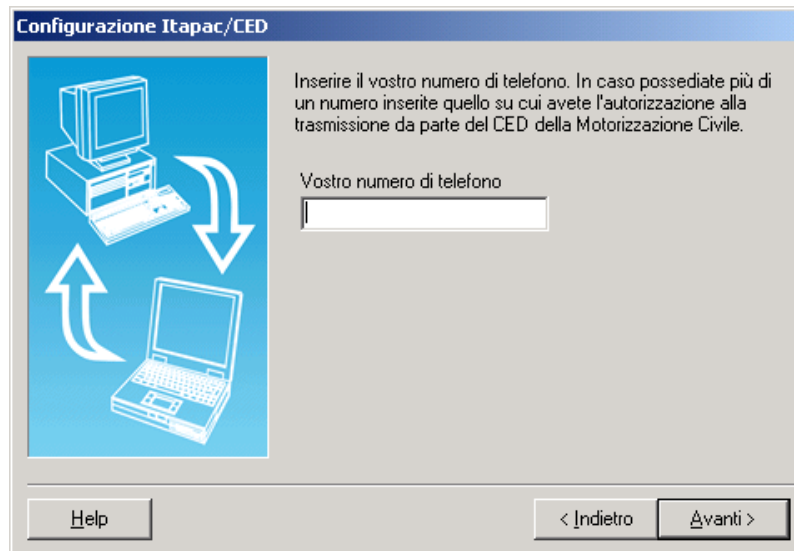 Configurazione Itapac/CED
Inserire il vostro numero di telefono. In caso possediate più di
un numero inserite quello su cui avete l'autorizzazione alla
trasmissione da parte del CED della Motorizzazione Civile.
Vostro numero di telefono
Help
< Indietro
Avanti >